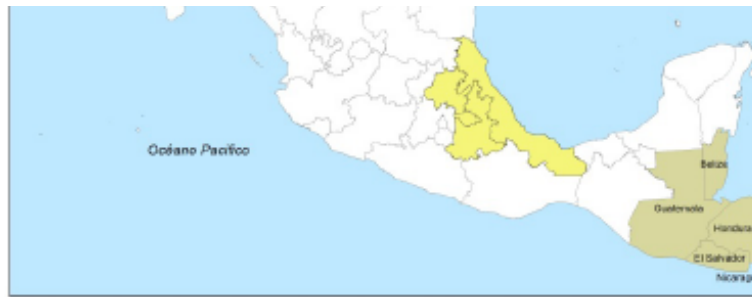 Océano Pacífico
Belize
Guatemala
Hondura
El Salvador
Nicarag